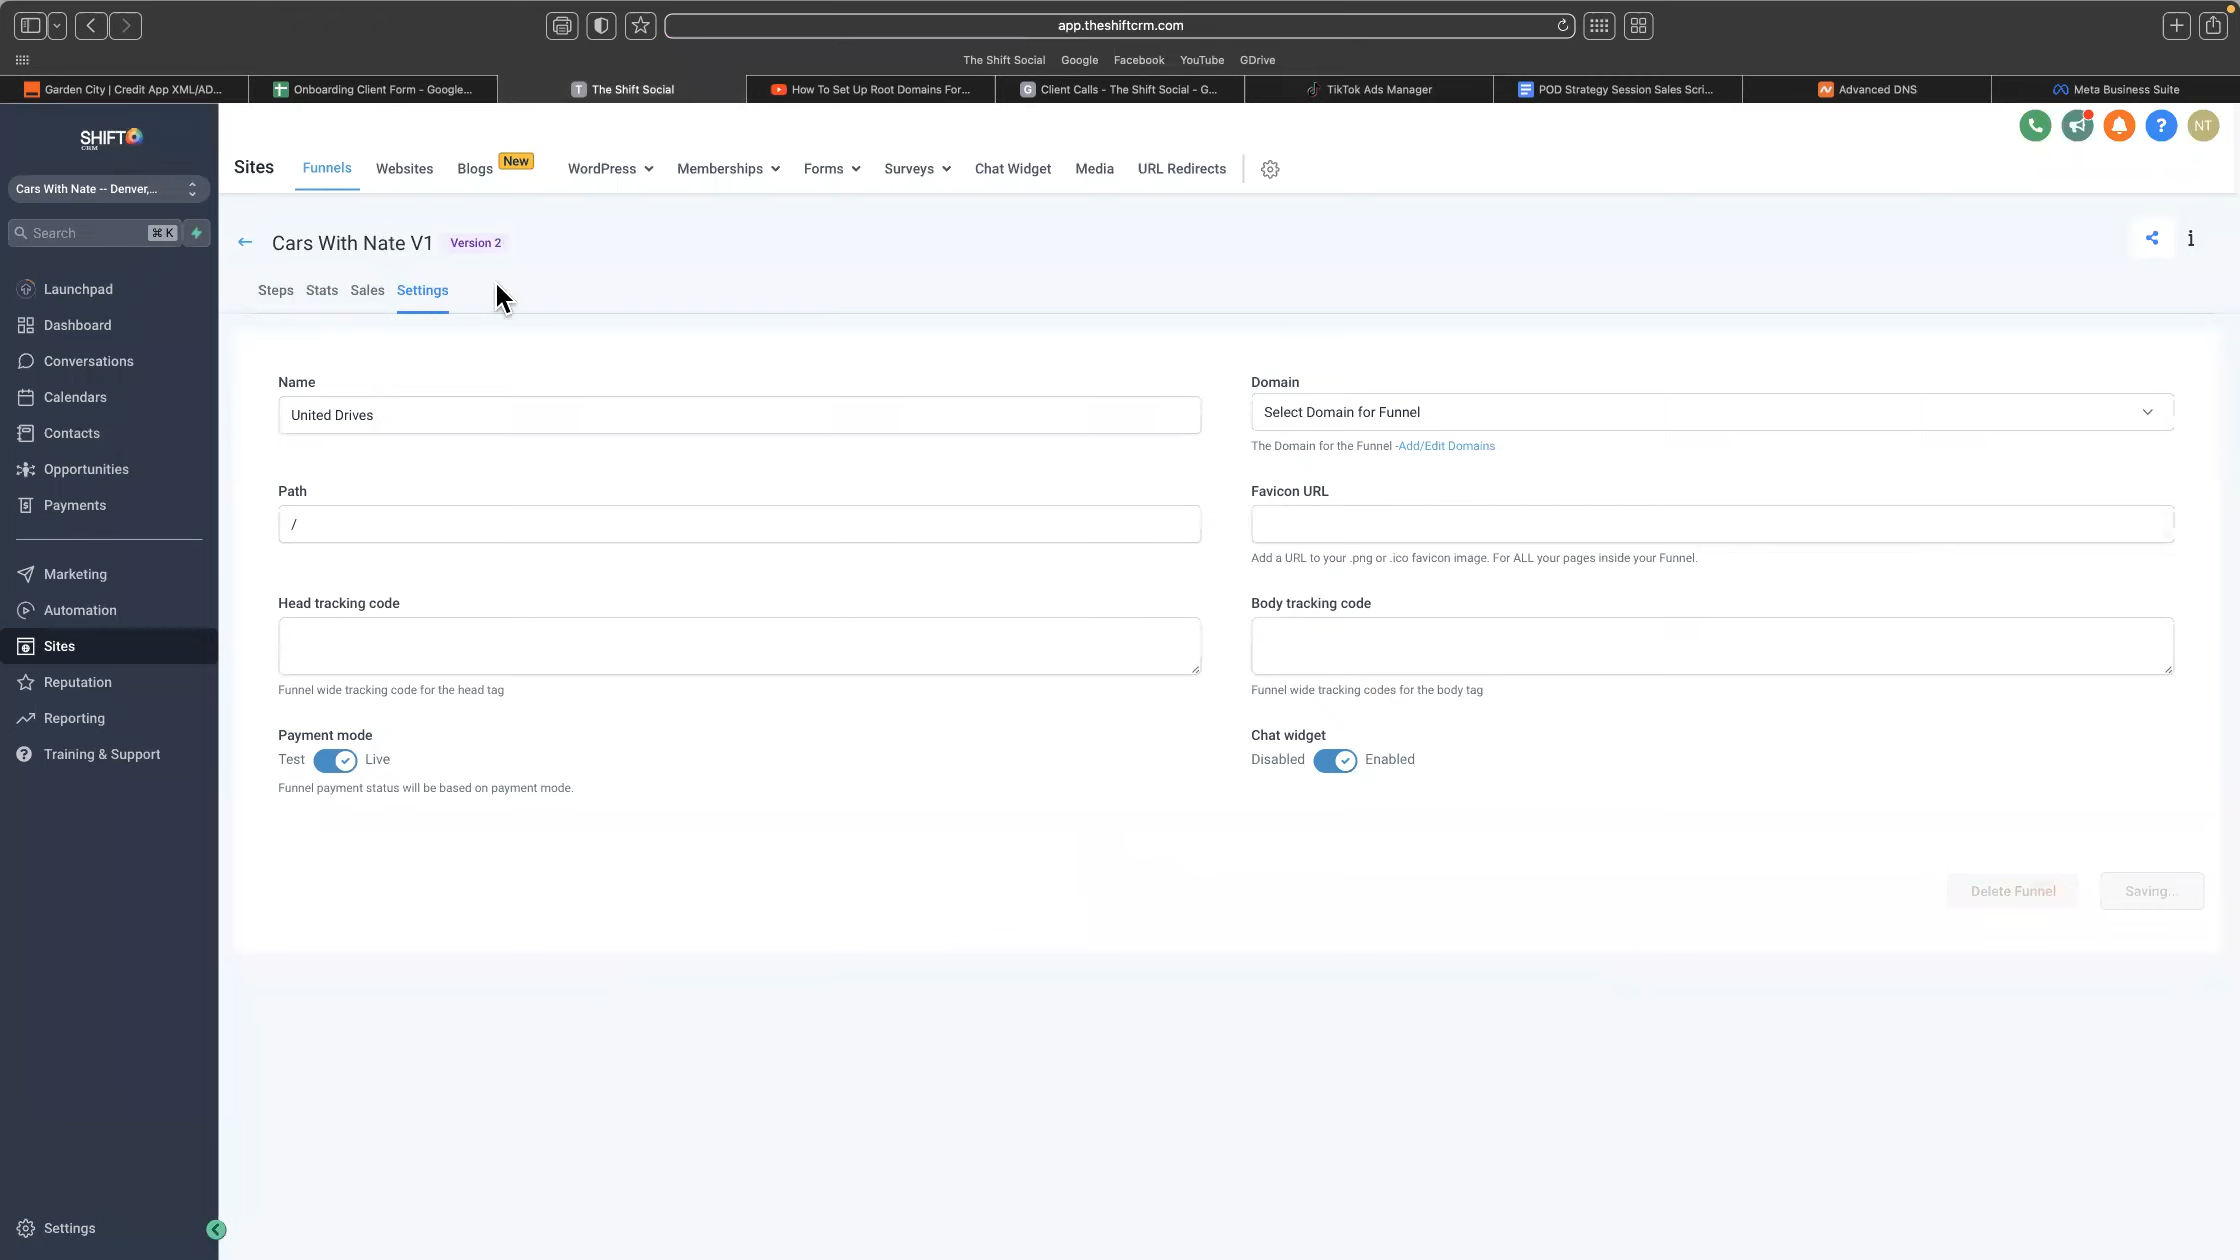 app.theshiftcrm.com
The Shift Social Google Facebook YouTube GDrive
Garden City | Credit App XML/AD...
Onboarding Client Form - Google...
The Shift Social
How To Set Up Root Domains For...
Client Calls - The Shift Social - G...
TikTok Ads Manager
POD Strategy Session Sales Scri...
Advanced DNS
Meta Business Suite
SHIFT
CRM
Cars With Nate -- Denver,...
Search ⌘ K
Launchpad
Dashboard
Conversations
Calendars
Contacts
Opportunities
Payments
Marketing
Automation
Sites
Reputation
Reporting
Training & Support
Settings
NT
Sites Funnels Websites Blogs New WordPress Memberships Forms Surveys Chat Widget Media URL Redirects
Cars With Nate V1 Version 2
Steps Stats Sales Settings
Name
United Drives
Domain
Select Domain for Funnel
The Domain for the Funnel -Add/Edit Domains
Path
/
Favicon URL
Add a URL to your .png or .ico favicon image. For ALL your pages inside your Funnel.
Head tracking code
Funnel wide tracking code for the head tag
Body tracking code
Funnel wide tracking codes for the body tag
Payment mode
Test Live
Funnel payment status will be based on payment mode.
Chat widget
Disabled Enabled
Delete Funnel Saving...